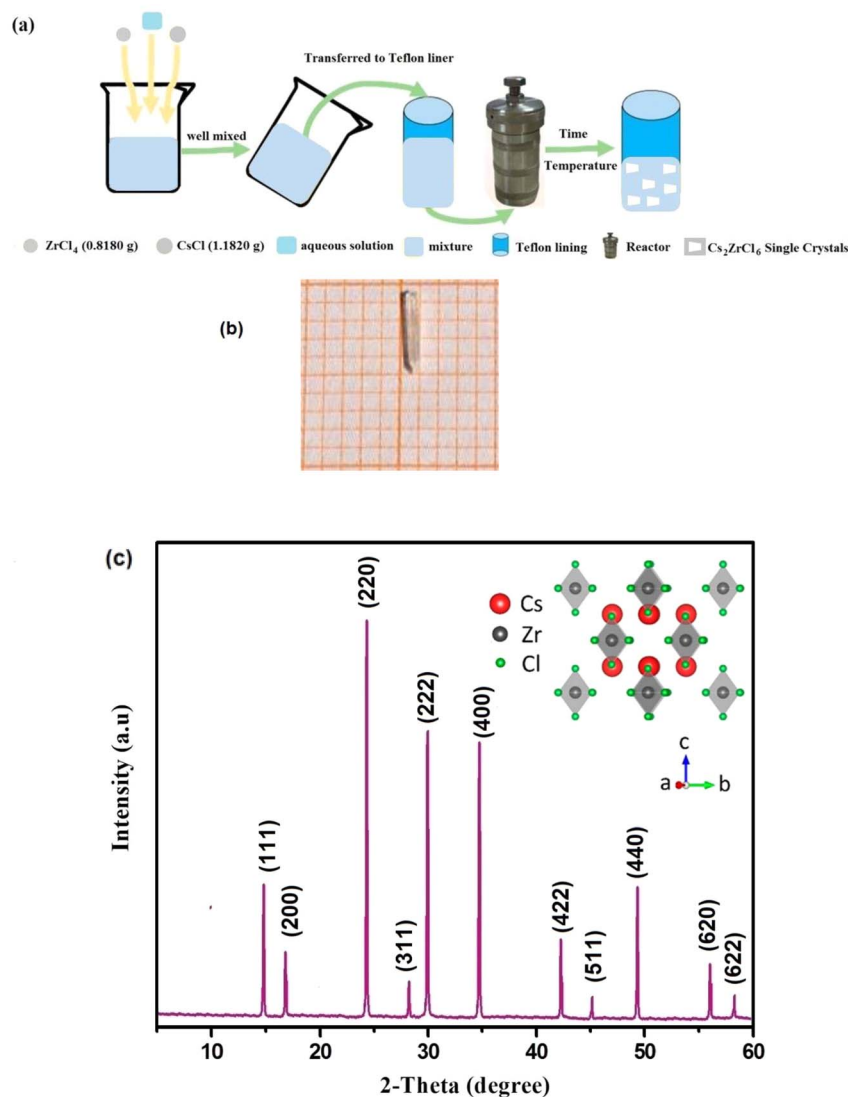 (a)
Transferred to Teflon liner
well mixed
Time
Temperature
ZrCl₄ (0.8180 g) CsCl (1.1820 g) aqueous solution mixture Teflon lining Reactor Cs₂ZrCl₆ Single Crystals
(b)
(c)
Intensity (a.u)
(111)
(200)
(220)
(311)
(222)
(400)
(422)
(511)
(440)
(620)
(622)
Cs
Zr
Cl
c
a b
10 20 30 40 50 60
2-Theta (degree)